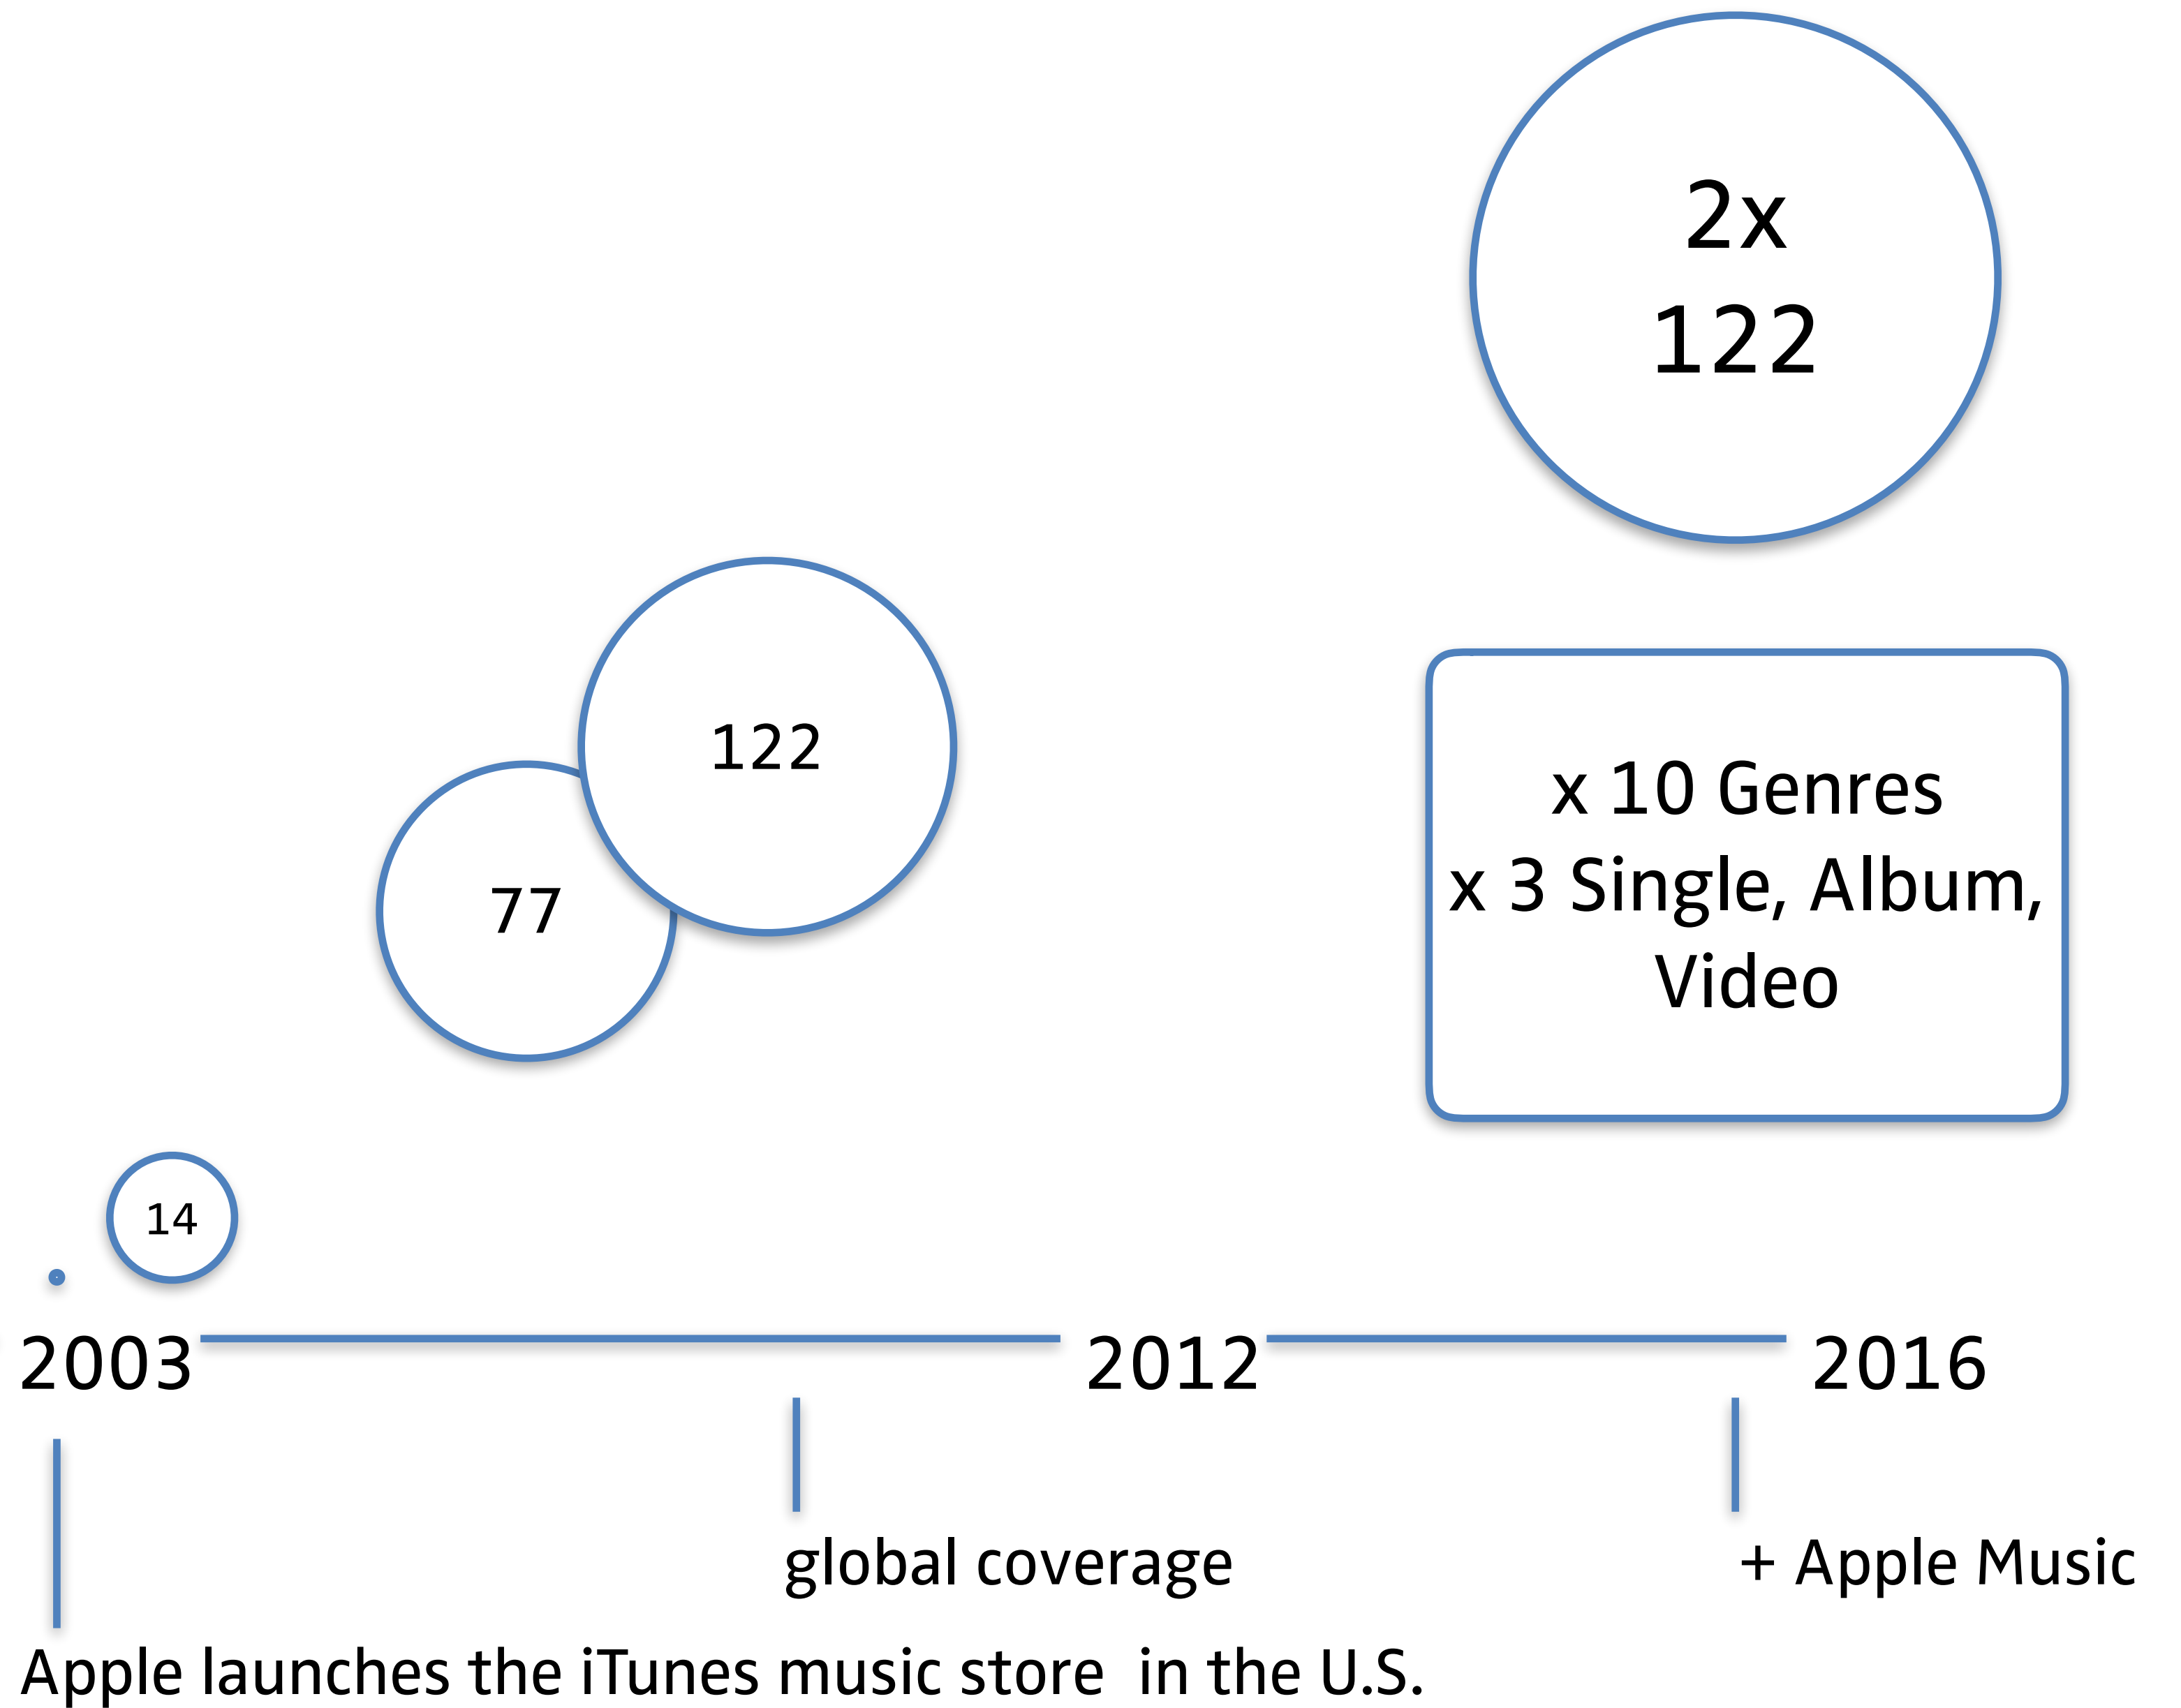 2x
122
122
77
x 10 Genres
x 3 Single, Album,
Video
14
2003
2012
2016
global coverage
+ Apple Music
Apple launches the iTunes music store  in the U.S.